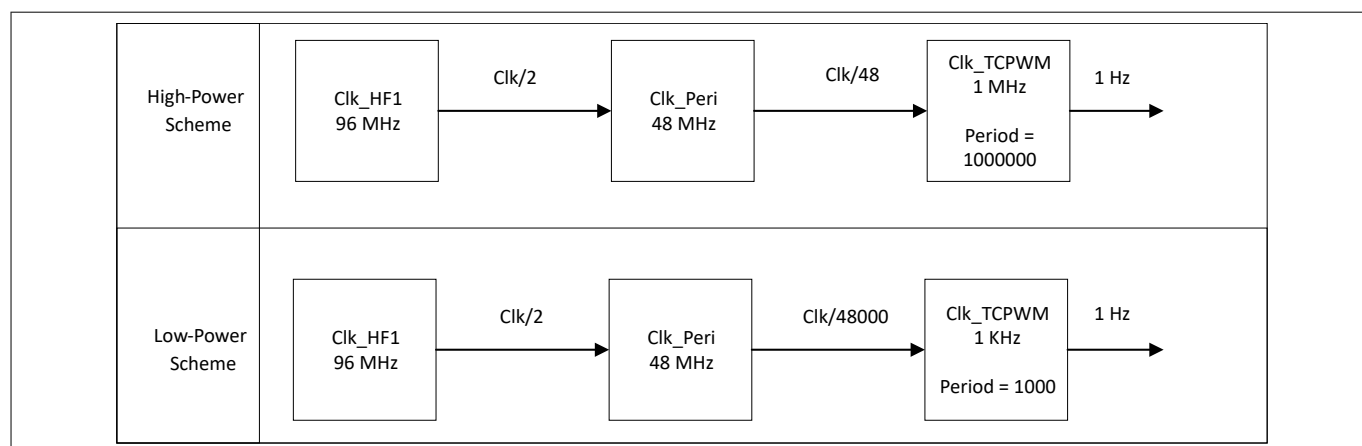 High-Power
Scheme
Clk_HF1
96 MHz
Clk/2
Clk_Peri
48 MHz
Clk/48
Clk_TCPWM
1 MHz
Period =
1000000
1 Hz
Low-Power
Scheme
Clk_HF1
96 MHz
Clk/2
Clk_Peri
48 MHz
Clk/48000
Clk_TCPWM
1 KHz
Period = 1000
1 Hz